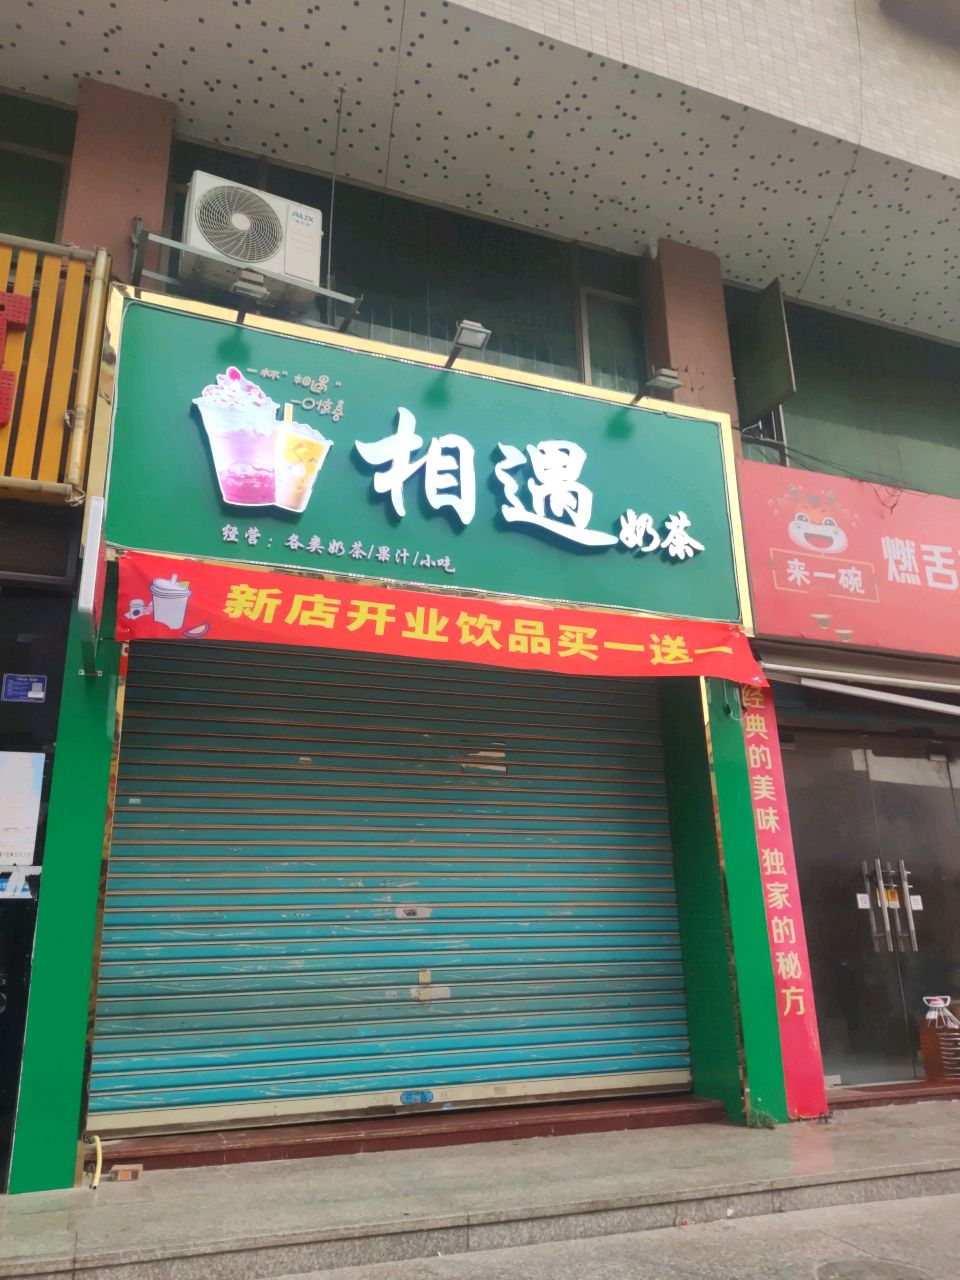 AUX
一杯“相遇“
一口惊喜
相遇奶茶
经营：各类奶茶/果汁/小吃
新店开业饮品买一送一
来一碗
燃舌
经典的美味 独家的秘方